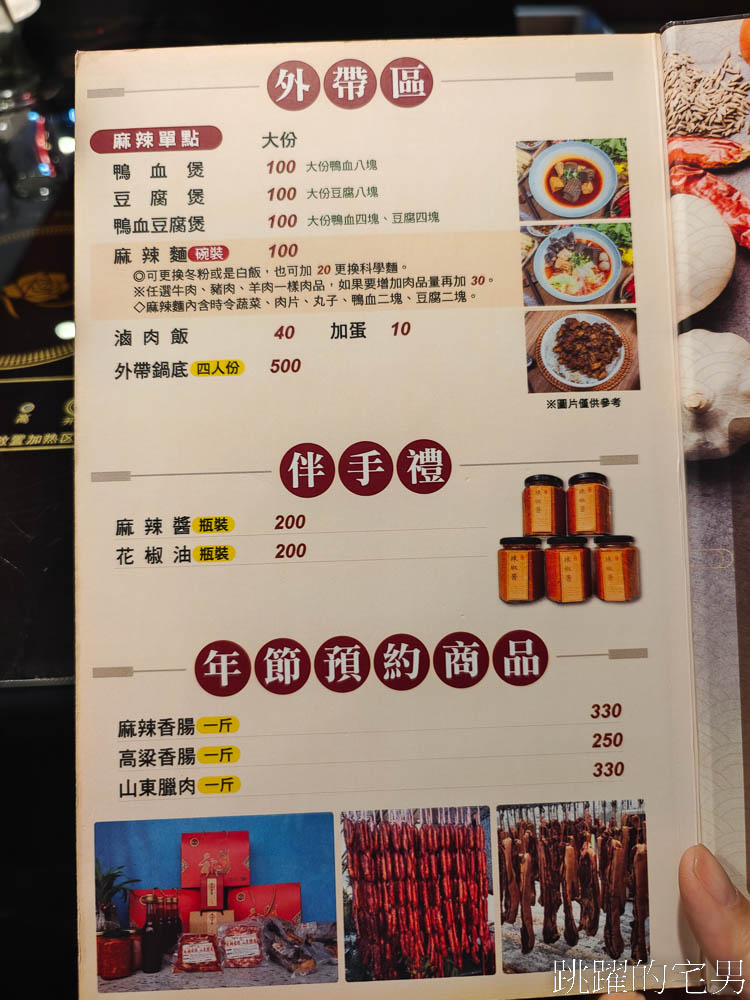 外帶區
麻辣單點 大份
鴨血煲 100 大份鴨血八塊
豆腐煲 100 大份豆腐八塊
鴨血豆腐煲 100 大份鴨血四塊、豆腐四塊
麻辣麵 碗裝 100
◎可更換冬粉或是白飯，也可加 20 更換科學麵。
※任選牛肉、豬肉、羊肉一樣肉品，如果要增加肉品量再加 30。
◇麻辣麵內含時令蔬菜、肉片、丸子、鴨血二塊、豆腐二塊。
滷肉飯 40 加蛋 10
外帶鍋底 四人份 500
※圖片僅供參考
伴手禮
麻辣醬 瓶裝 200
花椒油 瓶裝 200
年節預約商品
麻辣香腸 一斤 330
高粱香腸 一斤 250
山東臘肉 一斤 330
放置加热区
跳躍的宅男